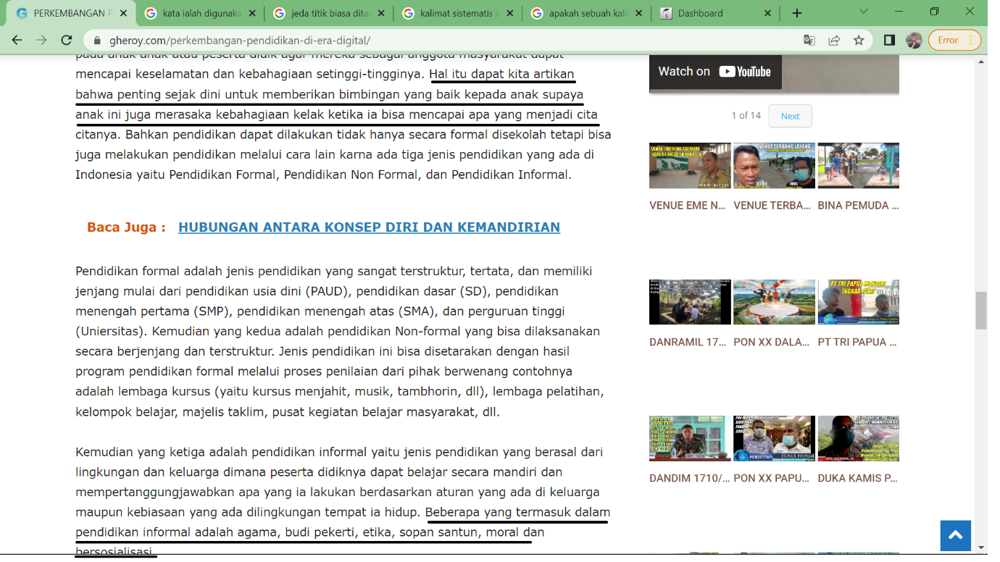 PERKEMBANGAN P
kata ialah digunaka
jeda titik biasa dita
kalimat sistematis a
apakah sebuah kali
Dashboard
gheroy.com/perkembangan-pendidikan-di-era-digital/
Error
pada anak-anak atau peserta didik agar mereka sebagai anggota masyarakat dapat
mencapai keselamatan dan kebahagiaan setinggi-tingginya. Hal itu dapat kita artikan
bahwa penting sejak dini untuk memberikan bimbingan yang baik kepada anak supaya
anak ini juga merasaka kebahagiaan kelak ketika ia bisa mencapai apa yang menjadi cita
citanya. Bahkan pendidikan dapat dilakukan tidak hanya secara formal disekolah tetapi bisa
juga melakukan pendidikan melalui cara lain karna ada tiga jenis pendidikan yang ada di
Indonesia yaitu Pendidikan Formal, Pendidikan Non Formal, dan Pendidikan Informal.
Baca Juga : HUBUNGAN ANTARA KONSEP DIRI DAN KEMANDIRIAN
Pendidikan formal adalah jenis pendidikan yang sangat terstruktur, tertata, dan memiliki
jenjang mulai dari pendidikan usa dini (PAUD), pendidikan dasar (SD), pendidikan
menengah pertama (SMP), pendidikan menengah atas (SMA), dan perguruan tinggi
(Uniersitas). Kemudian yang kedua adalah pendidikan Non-formal yang bisa dilaksanakan
secara berjenjang dan terstruktur. Jenis pendidikan ini bisa disetarakan dengan hasil
program pendidikan formal melalui proses penilaian dari pihak berwenang contohnya
adalah lembaga kursus (yaitu kursus menjahit, musik, tambhorin, dll), lembaga pelatihan,
kelompok belajar, majelis taklim, pusat kegiatan belajar masyarakat, dll.
Kemudian yang ketiga adalah pendidikan informal yaitu jenis pendidikan yang berasal dari
lingkungan dan keluarga dimana peserta didiknya dapat belajar secara mandiri dan
mempertanggungjawabkan apa yang ia lakukan berdasarkan aturan yang ada di keluarga
maupun kebiasaan yang ada dilingkungan tempat ia hidup. Beberapa yang termasuk dalam
pendidikan informal adalah agama, budi pekerti, etika, sopan santun, moral dan
bersosialisasi.
Watch on YouTube
1 of 14 Next
VENUE TERBANG LAYANG
JERRY
VENUE EME N... VENUE TERBA... BINA PEMUDA ...
PT TRI PAPUA MANDIRI
DANRAMIL 17... PON XX DALA... PT TRI PAPUA ...
PERISTIWA YUNUS WONDA
DANDIM 1710/... PON XX PAPU... DUKA KAMIS P...